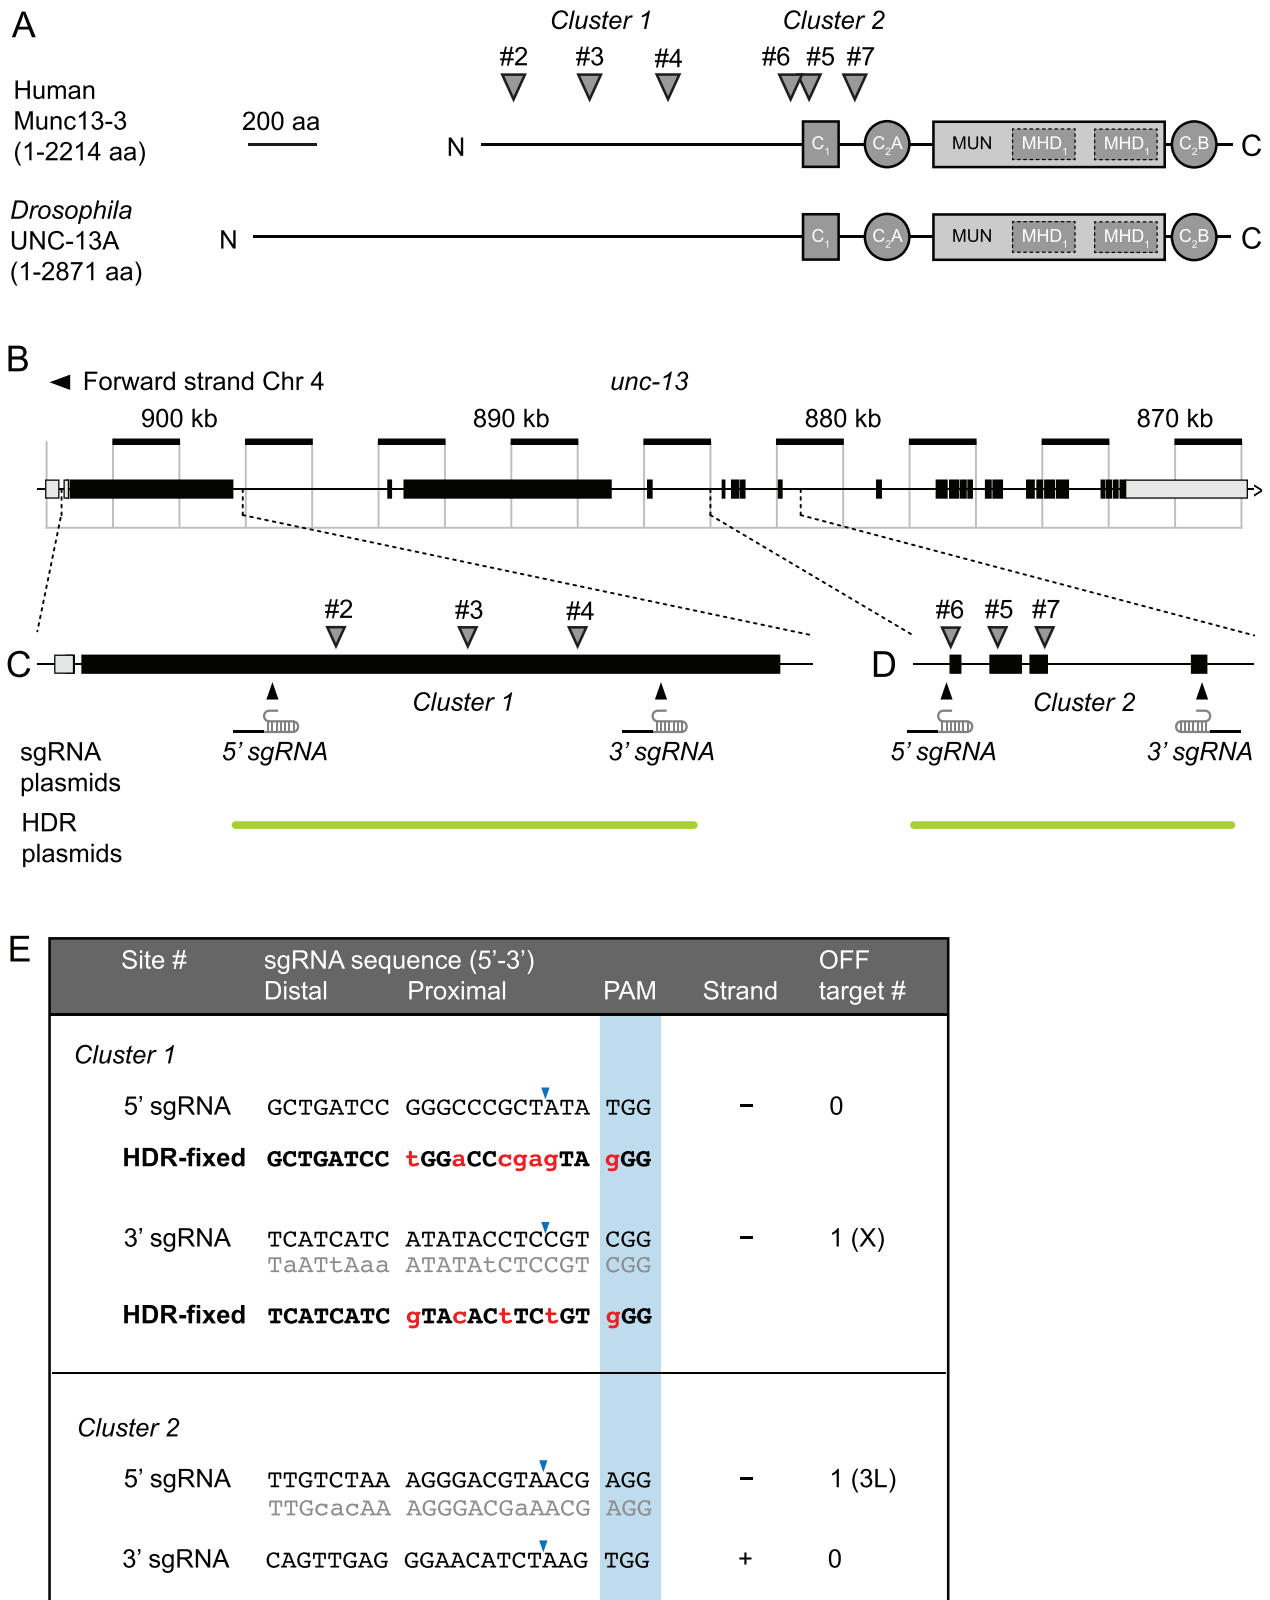 A
Cluster 1
Cluster 2
#2 #3 #4 #6 #5 #7
Human
Munc13-3
(1-2214 aa)
200 aa
N C₁ C₂A MUN MHD₁ MHD₁ C₂B C
Drosophila
UNC-13A
(1-2871 aa)
N C₁ C₂A MUN MHD₁ MHD₁ C₂B C
B
Forward strand Chr 4
unc-13
900 kb 890 kb 880 kb 870 kb
C
#2 #3 #4
Cluster 1
5’ sgRNA
3’ sgRNA
D
#6 #5 #7
Cluster 2
5’ sgRNA
3’ sgRNA
sgRNA
plasmids
HDR
plasmids
E
Site # sgRNA sequence (5’-3’) OFF
Distal Proximal PAM Strand target #
Cluster 1
5’ sgRNA GCTGATCC GGGCCCGCTATA TGG – 0
HDR-fixed GCTGATCC tGGaCCcgagTA gGG
3’ sgRNA TCATCATC ATATACCTCCGT CGG – 1 (X)
TaATtAaa ATATAtCTCCGT CGG
HDR-fixed TCATCATC gTAcACtTCtGT gGG
Cluster 2
5’ sgRNA TTGTCTAA AGGGACGTAACG AGG – 1 (3L)
TTGcacAA AGGGACGaAACG AGG
3’ sgRNA CAGTTGAG GGAACATCTAAG TGG + 0